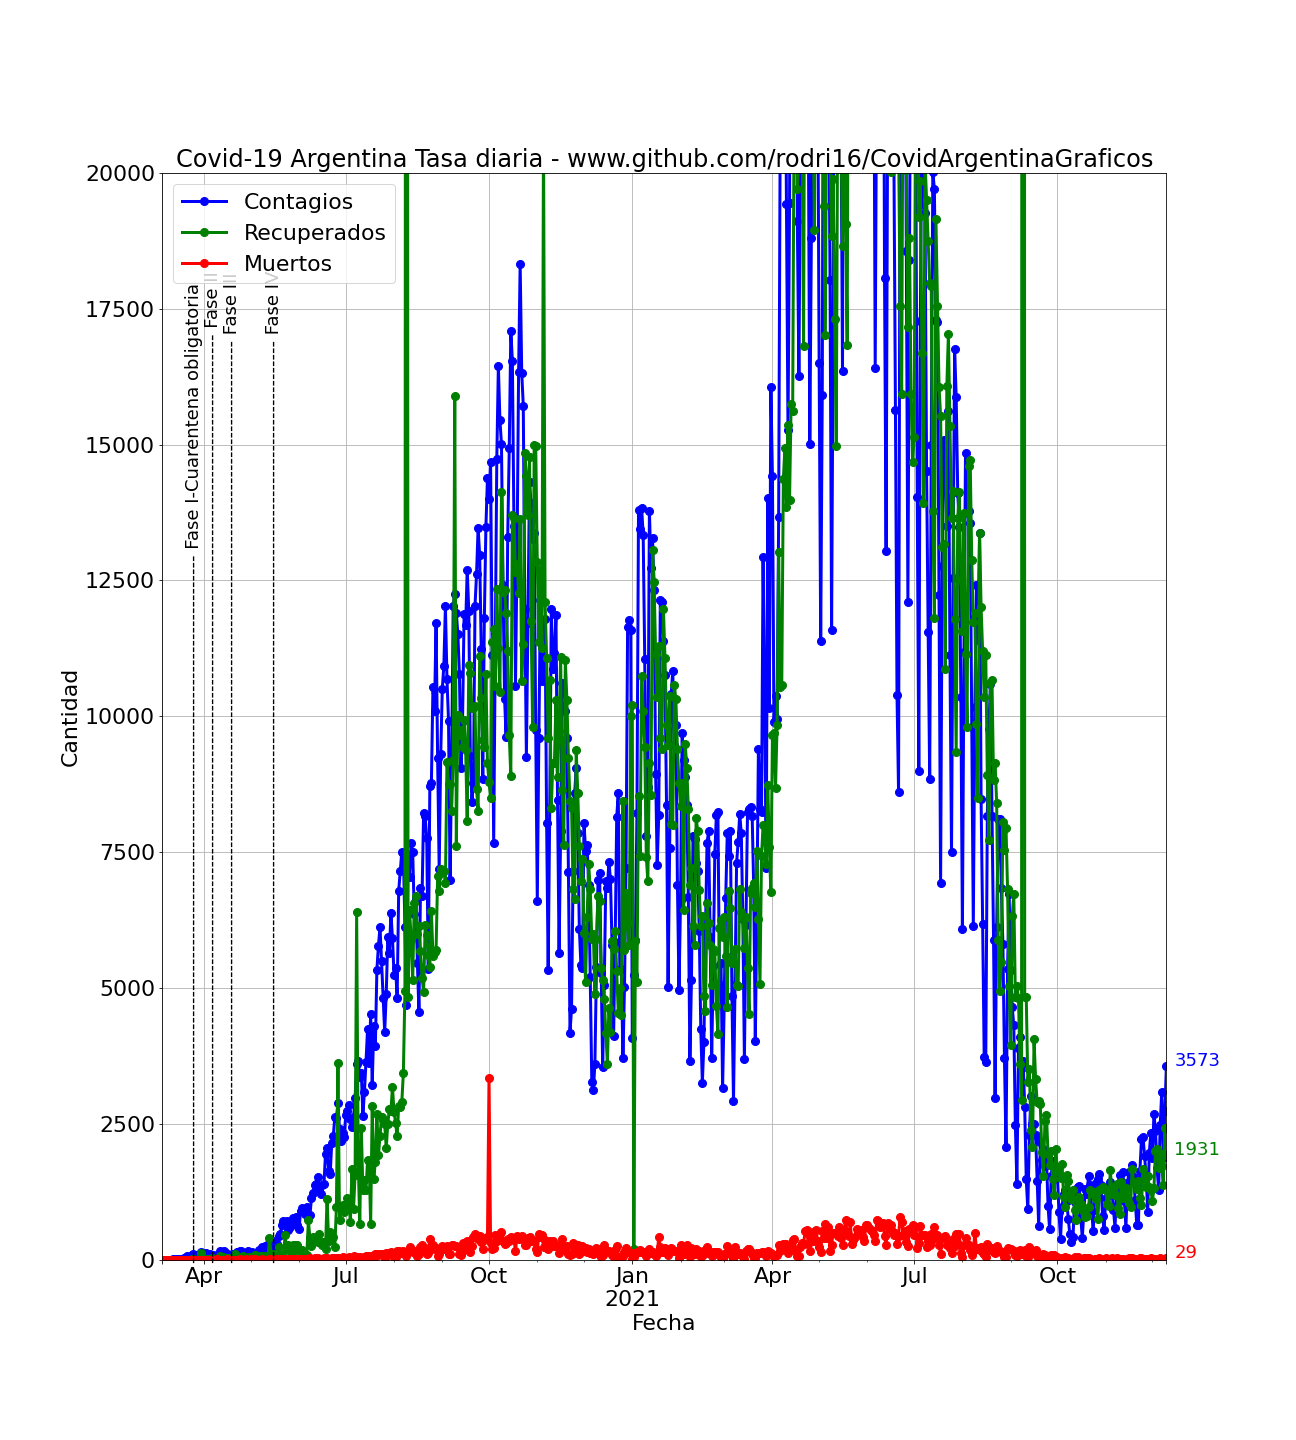 Covid-19 Argentina Tasa diaria - www.github.com/rodri16/CovidArgentinaGraficos
20000
17500
15000
12500
10000
7500
5000
2500
0
Cantidad
Contagios
Recuperados
Muertos
Fase I-Cuarentena obligatoria
Fase II
Fase III
Fase IV
3573
1931
29
Apr
Jul
Oct
Jan
2021
Apr
Jul
Oct
Fecha